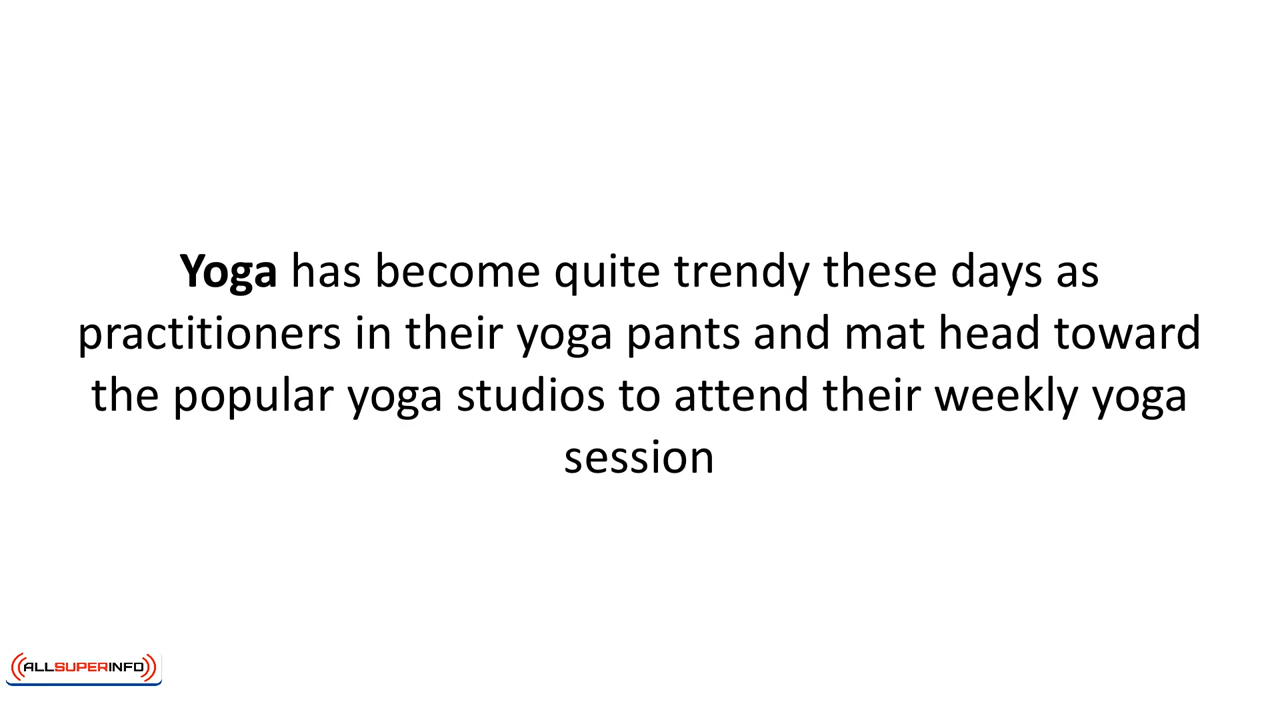 Yoga has become quite trendy these days as
practitioners in their yoga pants and mat head toward
the popular yoga studios to attend their weekly yoga
session
ALLSUPERINFO